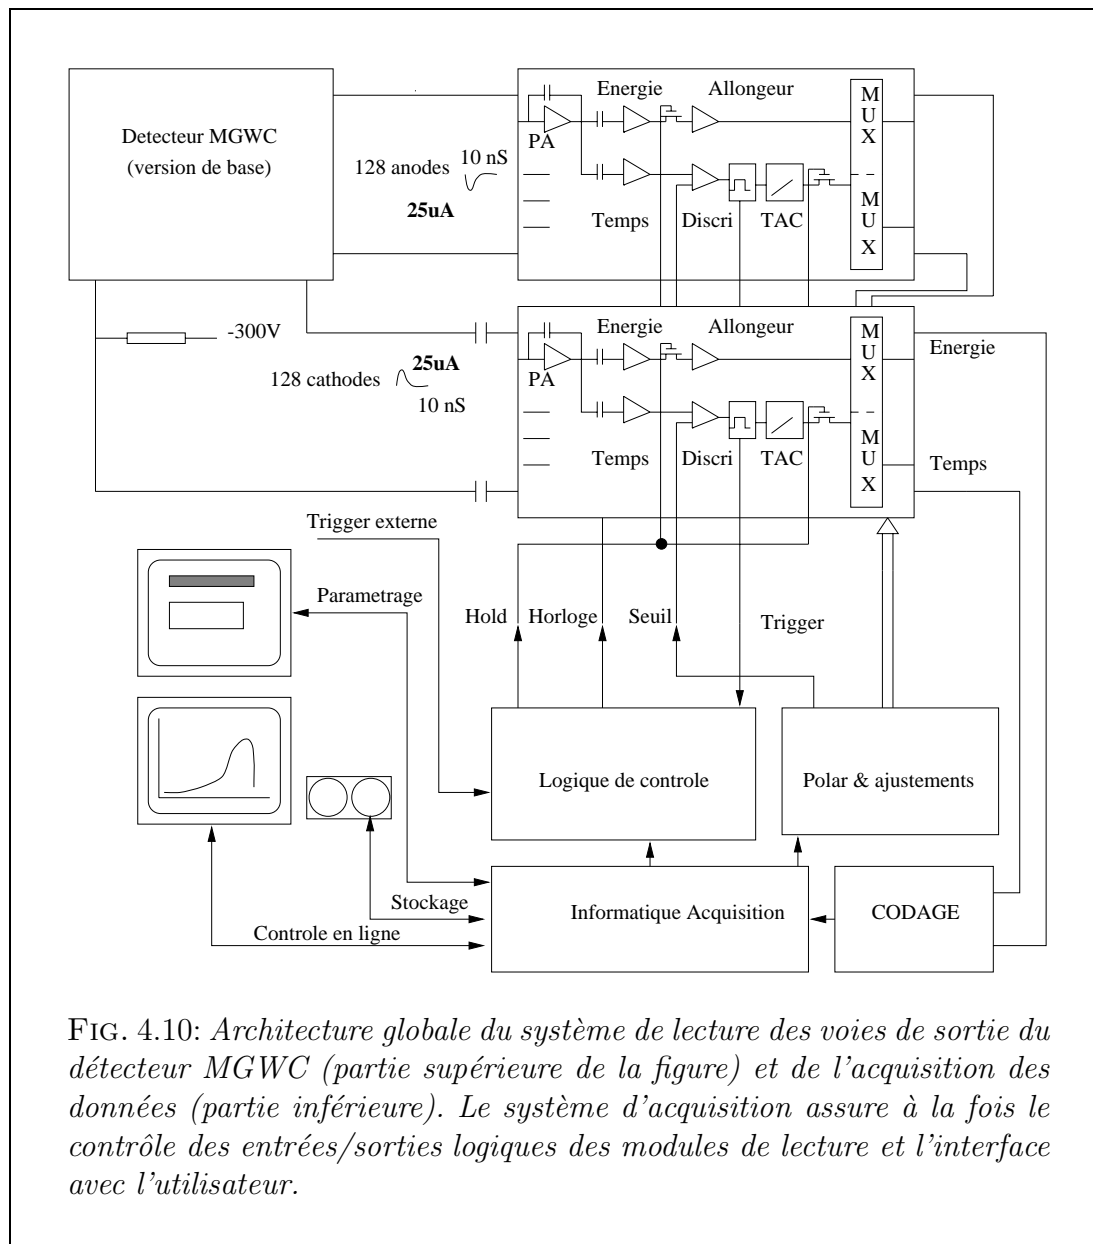 Detecteur MGWC
(version de base)
128 anodes
10 nS
25uA
Energie
Allongeur
PA
Temps
Discri
TAC
M
U
X
M
U
X
-300V
128 cathodes
25uA
10 nS
Energie
Allongeur
PA
Temps
Discri
TAC
M
U
X
M
U
X
Energie
Temps
Trigger externe
Parametrage
Hold
Horloge
Seuil
Trigger
Logique de controle
Polar & ajustements
Stockage
Controle en ligne
Informatique Acquisition
CODAGE
FIG. 4.10: Architecture globale du système de lecture des voies de sortie du
détecteur MGWC (partie supérieure de la figure) et de l'acquisition des
données (partie inférieure). Le système d'acquisition assure à la fois le
contrôle des entrées/sorties logiques des modules de lecture et l'interface
avec l'utilisateur.